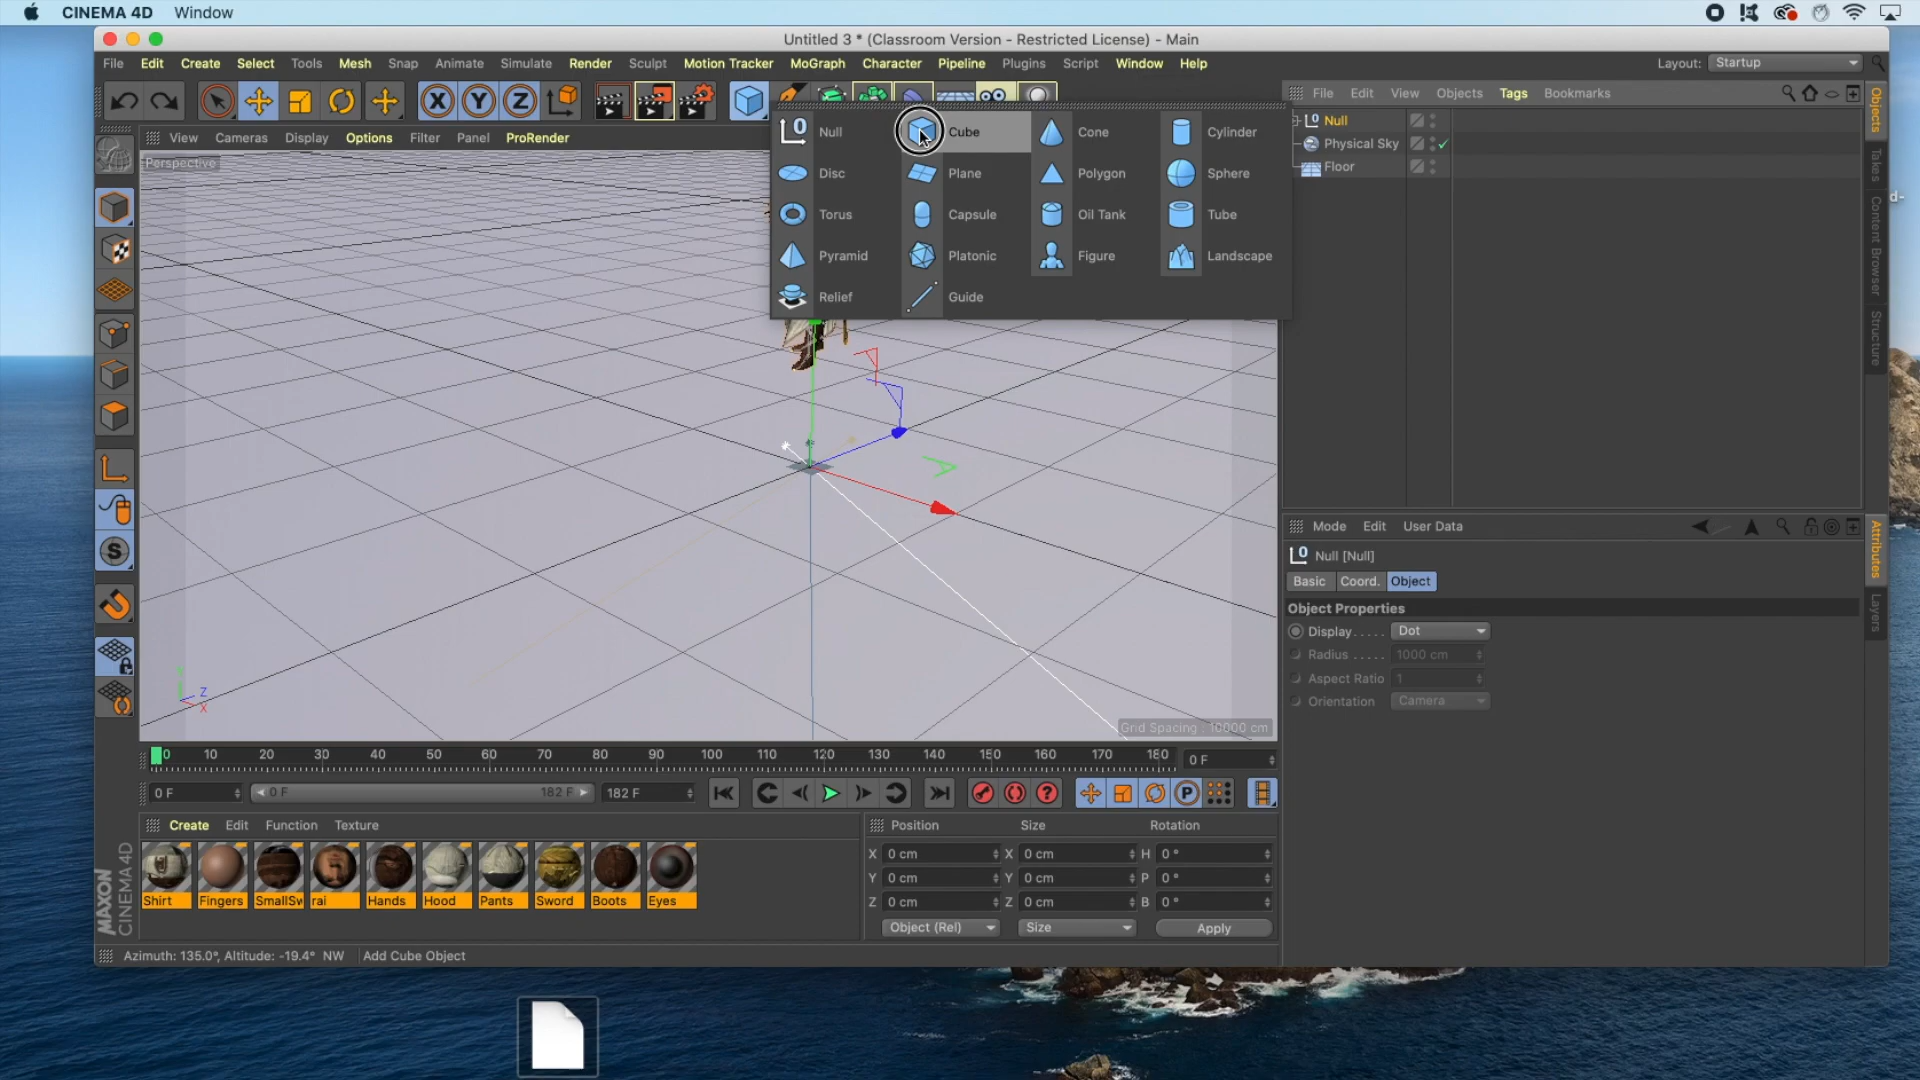 CINEMA 4D Window
Untitled 3 * (Classroom Version - Restricted License) - Main
File Edit Create Select Tools Mesh Snap Animate Simulate Render Sculpt Motion Tracker MoGraph Character Pipeline Plugins Script Window Help Layout: Startup
X Y Z
File Edit View Objects Tags Bookmarks
View Cameras Display Options Filter Panel ProRender
Perspective
Null Cube Cone Cylinder
Disc Plane Polygon Sphere
Torus Capsule Oil Tank Tube
Pyramid Platonic Figure Landscape
Relief Guide
Null
Physical Sky
Floor
Objects
Takes
Content Browser
Structure
Mode Edit User Data
Null [Null]
Basic Coord. Object
Object Properties
Display..... Dot
Radius ..... 1000 cm
Aspect Ratio 1
Orientation Camera
Attributes
Layers
Z
X
Grid Spacing : 10000 cm
0 10 20 30 40 50 60 70 80 90 100 110 120 130 140 150 160 170 180 0 F
0 F 0 F 182 F 182 F
P
Create Edit Function Texture
Shirt Fingers SmallSw rai Hands Hood Pants Sword Boots Eyes
Position Size Rotation
X 0 cm X 0 cm H 0 °
Y 0 cm Y 0 cm P 0 °
Z 0 cm Z 0 cm B 0 °
Object (Rel) Size Apply
MAXON
CINEMA 4D
Azimuth: 135.0°, Altitude: -19.4° NW Add Cube Object